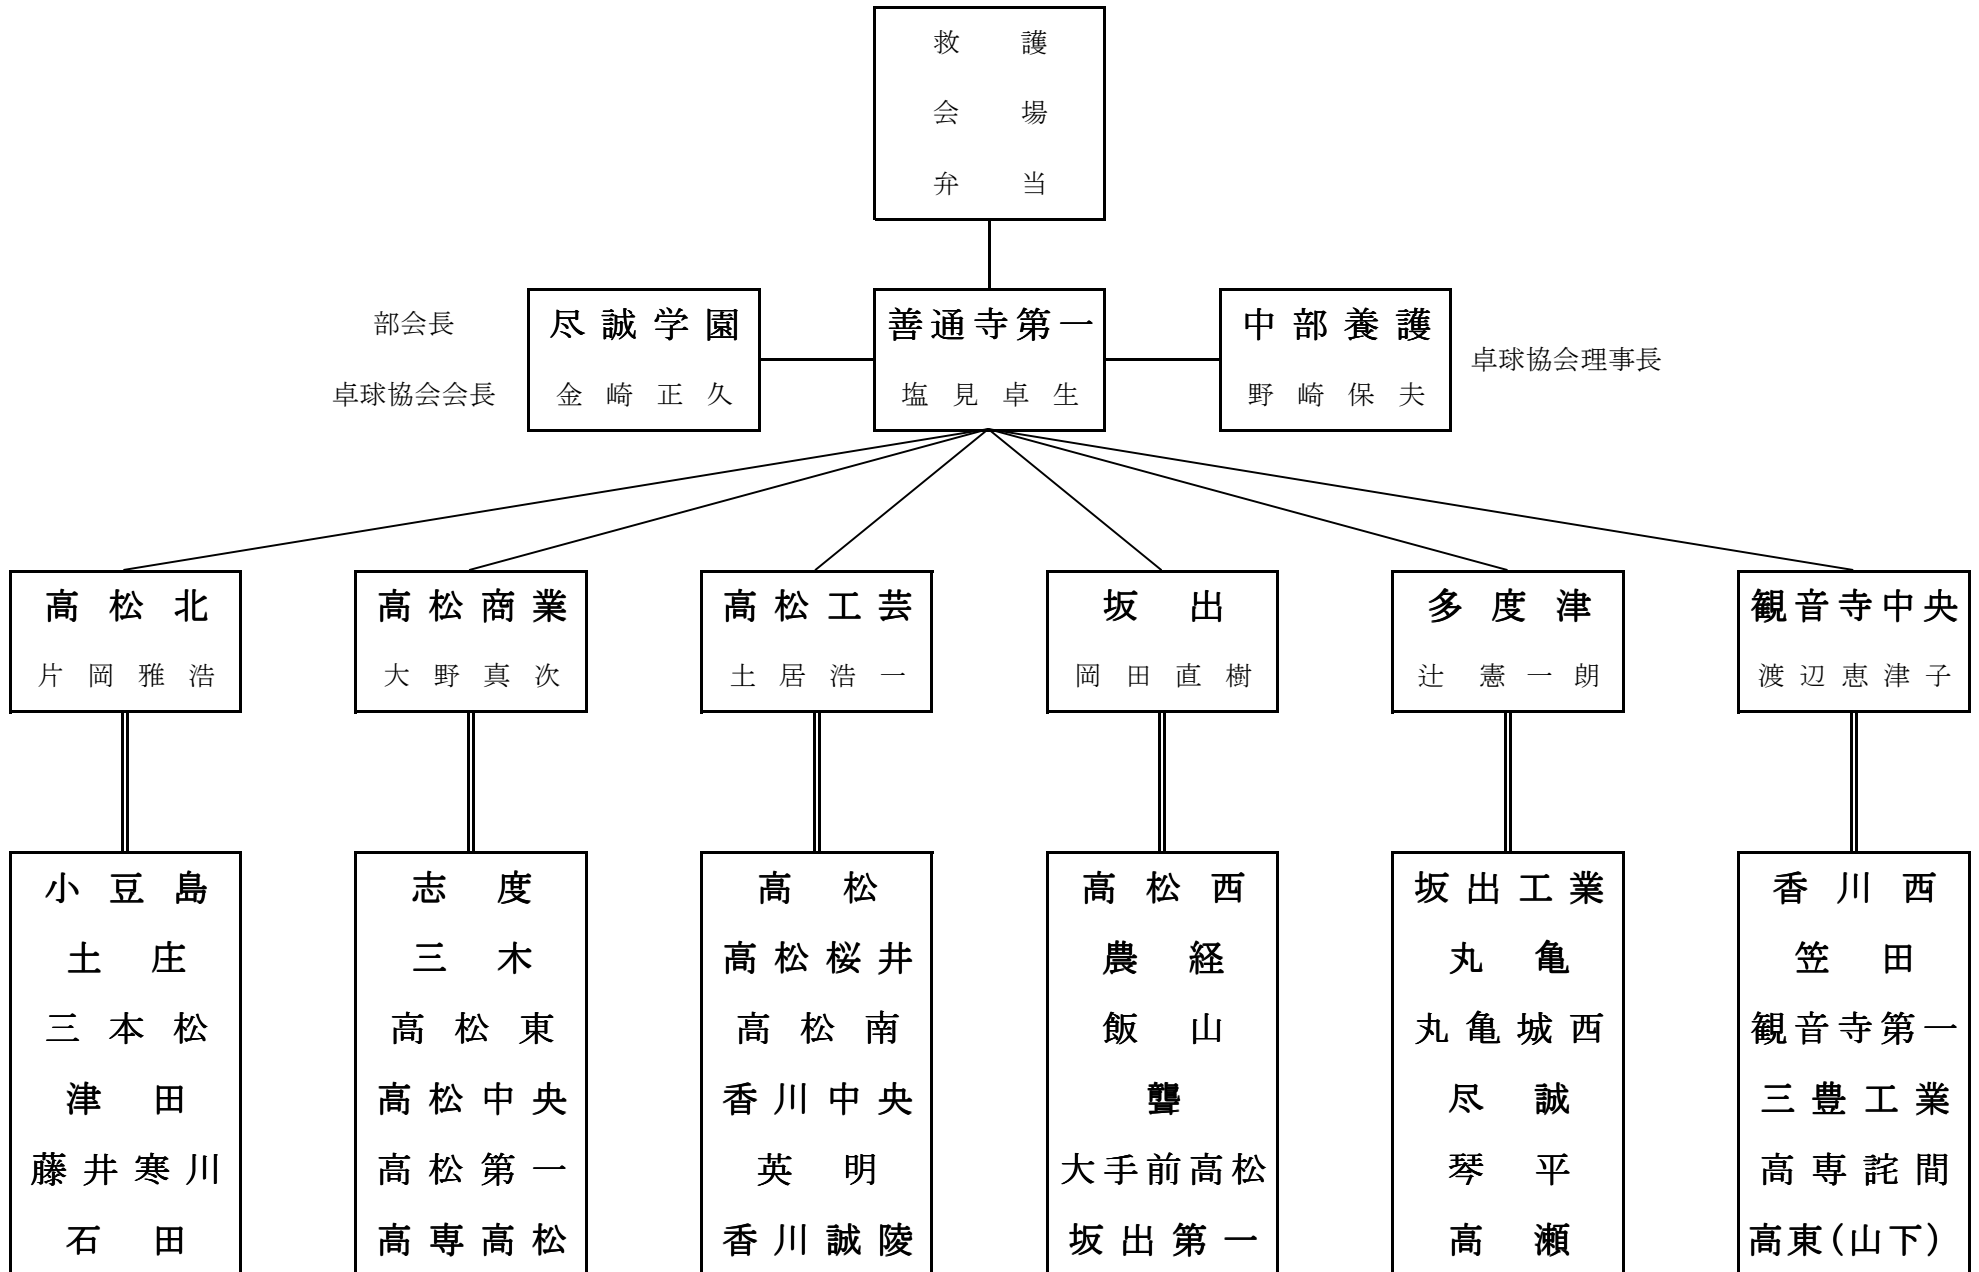 救護
会場
弁当
部会長
卓球協会会長
尽誠学園
金崎正久
善通寺第一
塩見卓生
中部養護
野崎保夫
卓球協会理事長
高松北
片岡雅浩
高松商業
大野真次
高松工芸
土居浩一
坂出
岡田直樹
多度津
辻憲一朗
観音寺中央
渡辺恵津子
小豆島
土庄
三本松
津田
藤井寒川
石田
志度
三木
高松東
高松中央
高松第一
高専高松
高松
高松桜井
高松南
香川中央
英明
香川誠陵
高松西
農経
飯山
聾
大手前高松
坂出第一
坂出工業
丸亀
丸亀城西
尽誠
琴平
高瀬
香川西
笠田
観音寺第一
三豊工業
高専詫間
高東(山下)